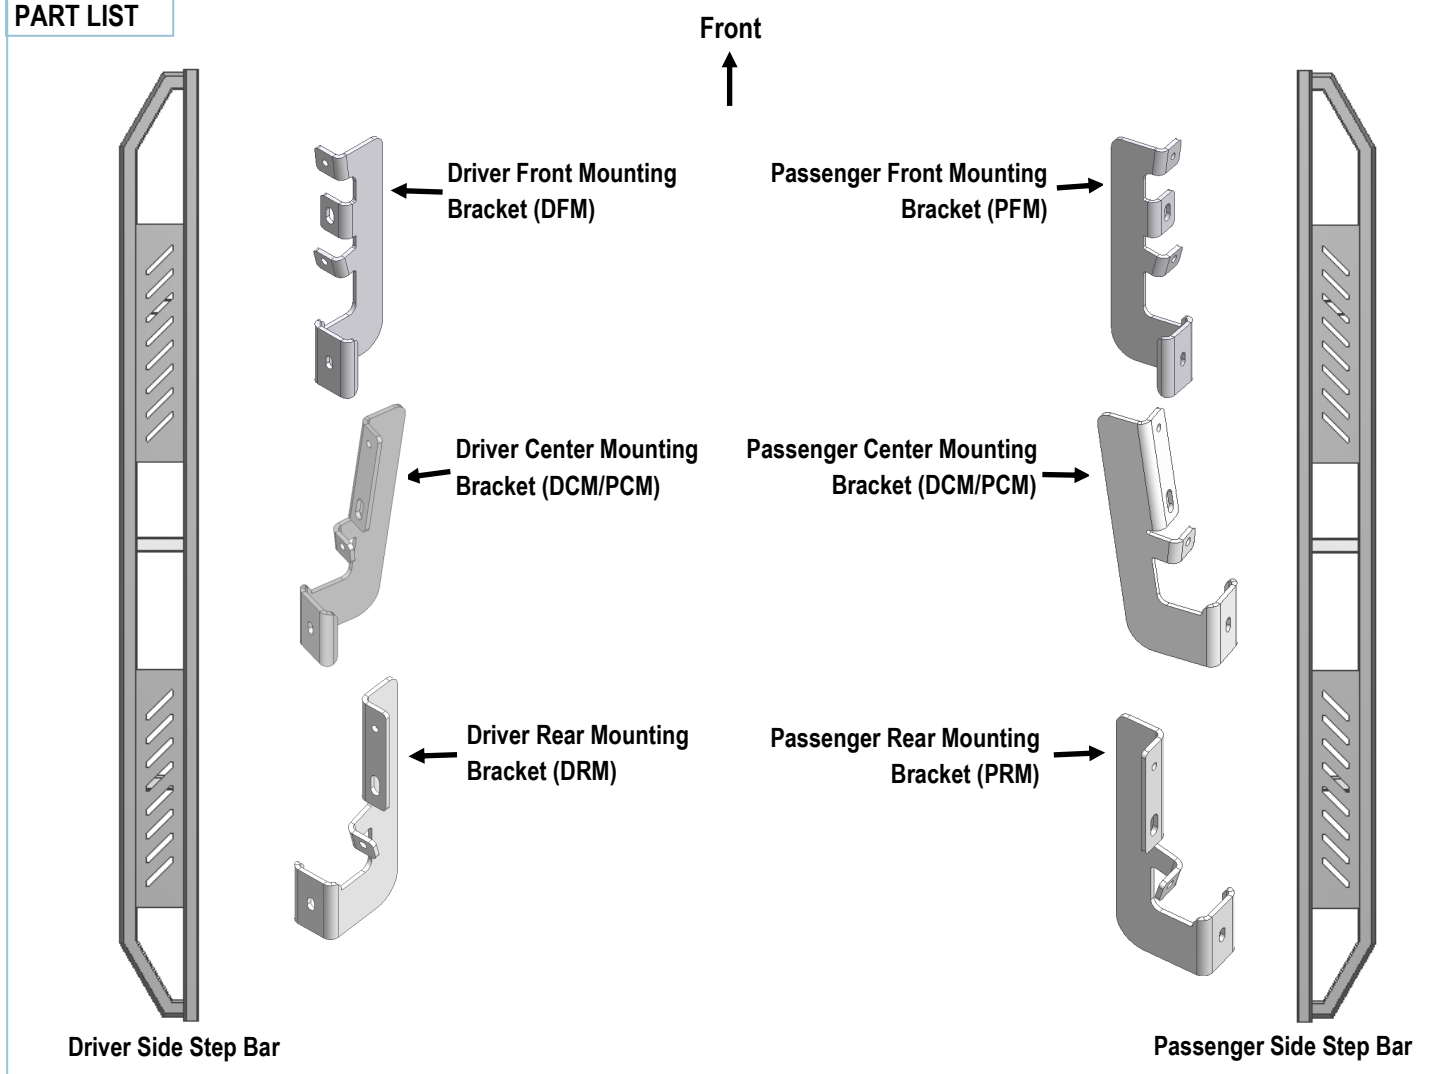 PART LIST
Front
Driver Front Mounting
Bracket (DFM)
Passenger Front Mounting
Bracket (PFM)
Driver Center Mounting
Bracket (DCM/PCM)
Passenger Center Mounting
Bracket (DCM/PCM)
Driver Rear Mounting
Bracket (DRM)
Passenger Rear Mounting
Bracket (PRM)
Driver Side Step Bar
Passenger Side Step Bar